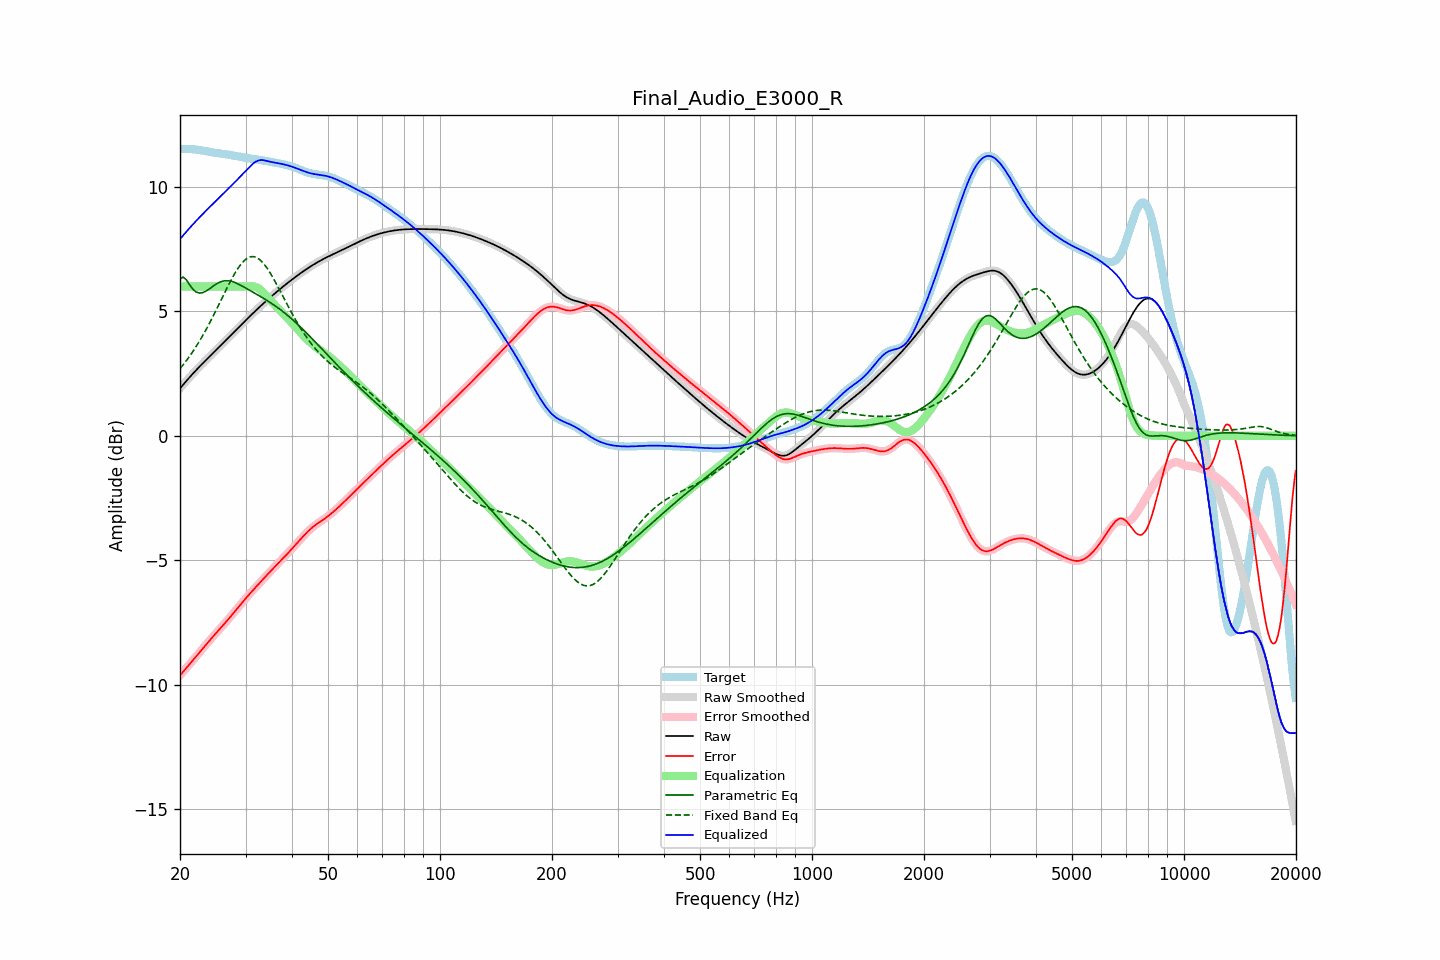 Final_Audio_E3000_R
Amplitude (dBr)
10
5
0
−5
−10
−15
Target
Raw Smoothed
Error Smoothed
Raw
Error
Equalization
Parametric Eq
Fixed Band Eq
Equalized
20 50 100 200 500 1000 2000 5000 10000 20000
Frequency (Hz)